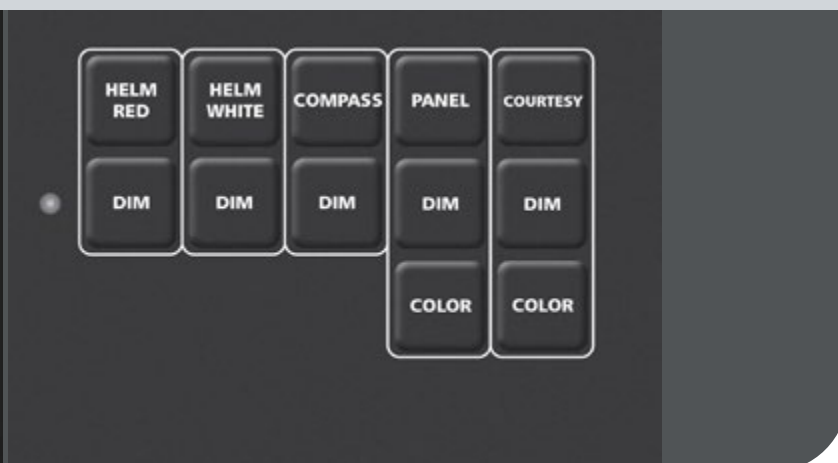 HELM
RED
HELM
WHITE
COMPASS
PANEL
COURTESY
DIM
DIM
DIM
DIM
DIM
COLOR
COLOR